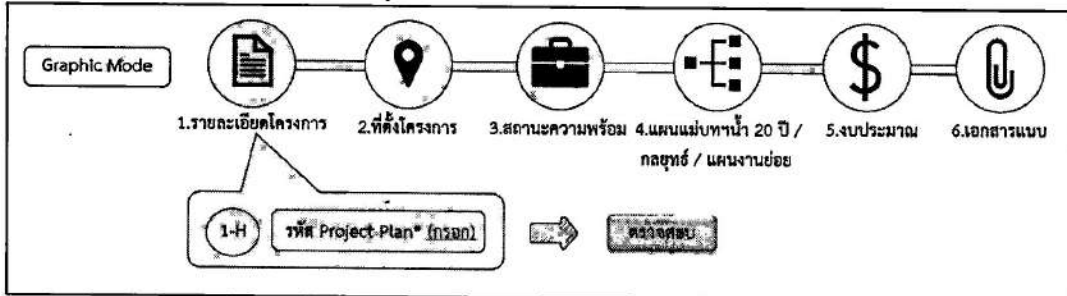 Graphic Mode
1.รายละเอียดโครงการ
2.ที่ตั้งโครงการ
3.สถานะความพร้อม
4.แผนแม่บทฯน้ำ 20 ปี /
กลยุทธ์ / แผนงานย่อย
5.งบประมาณ
6.เอกสารแนบ
1-H
รหัส Project Plan* (กรอก)
ตรวจสอบ